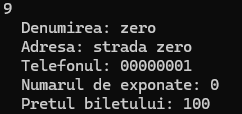 9
Denumirea: zero
Adresa: strada zero
Telefonul: 00000001
Numarul de exponate: 0
Pretul biletului: 100